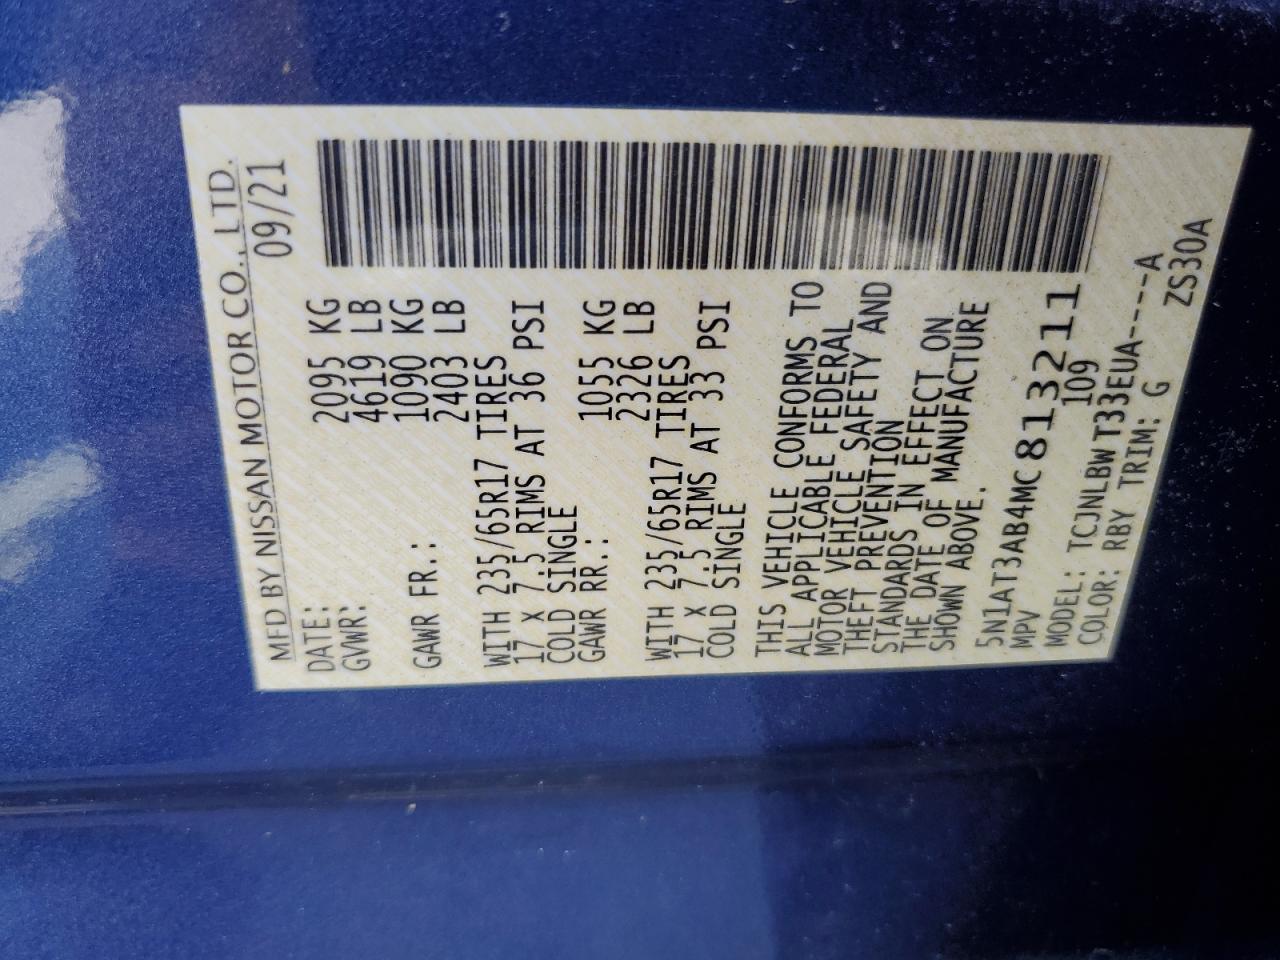 MFD BY NISSAN MOTOR CO., LTD.
DATE: 09/21
GVWR: 2095 KG
4619 LB
GAWR FR.: 1090 KG
2403 LB
WITH 235/65R17 TIRES
17 X 7.5 RIMS AT 36 PSI
COLD SINGLE
GAWR RR.: 1055 KG
2326 LB
WITH 235/65R17 TIRES
17 X 7.5 RIMS AT 33 PSI
COLD SINGLE
THIS VEHICLE CONFORMS TO
ALL APPLICABLE FEDERAL
MOTOR VEHICLE SAFETY AND
THEFT PREVENTION
STANDARDS IN EFFECT ON
THE DATE OF MANUFACTURE
SHOWN ABOVE.
5N1AT3AB4MC813211
MPV 109
MODEL: TCJNLBWT33EUA-----A
COLOR: RBY TRIM: G ZS30A